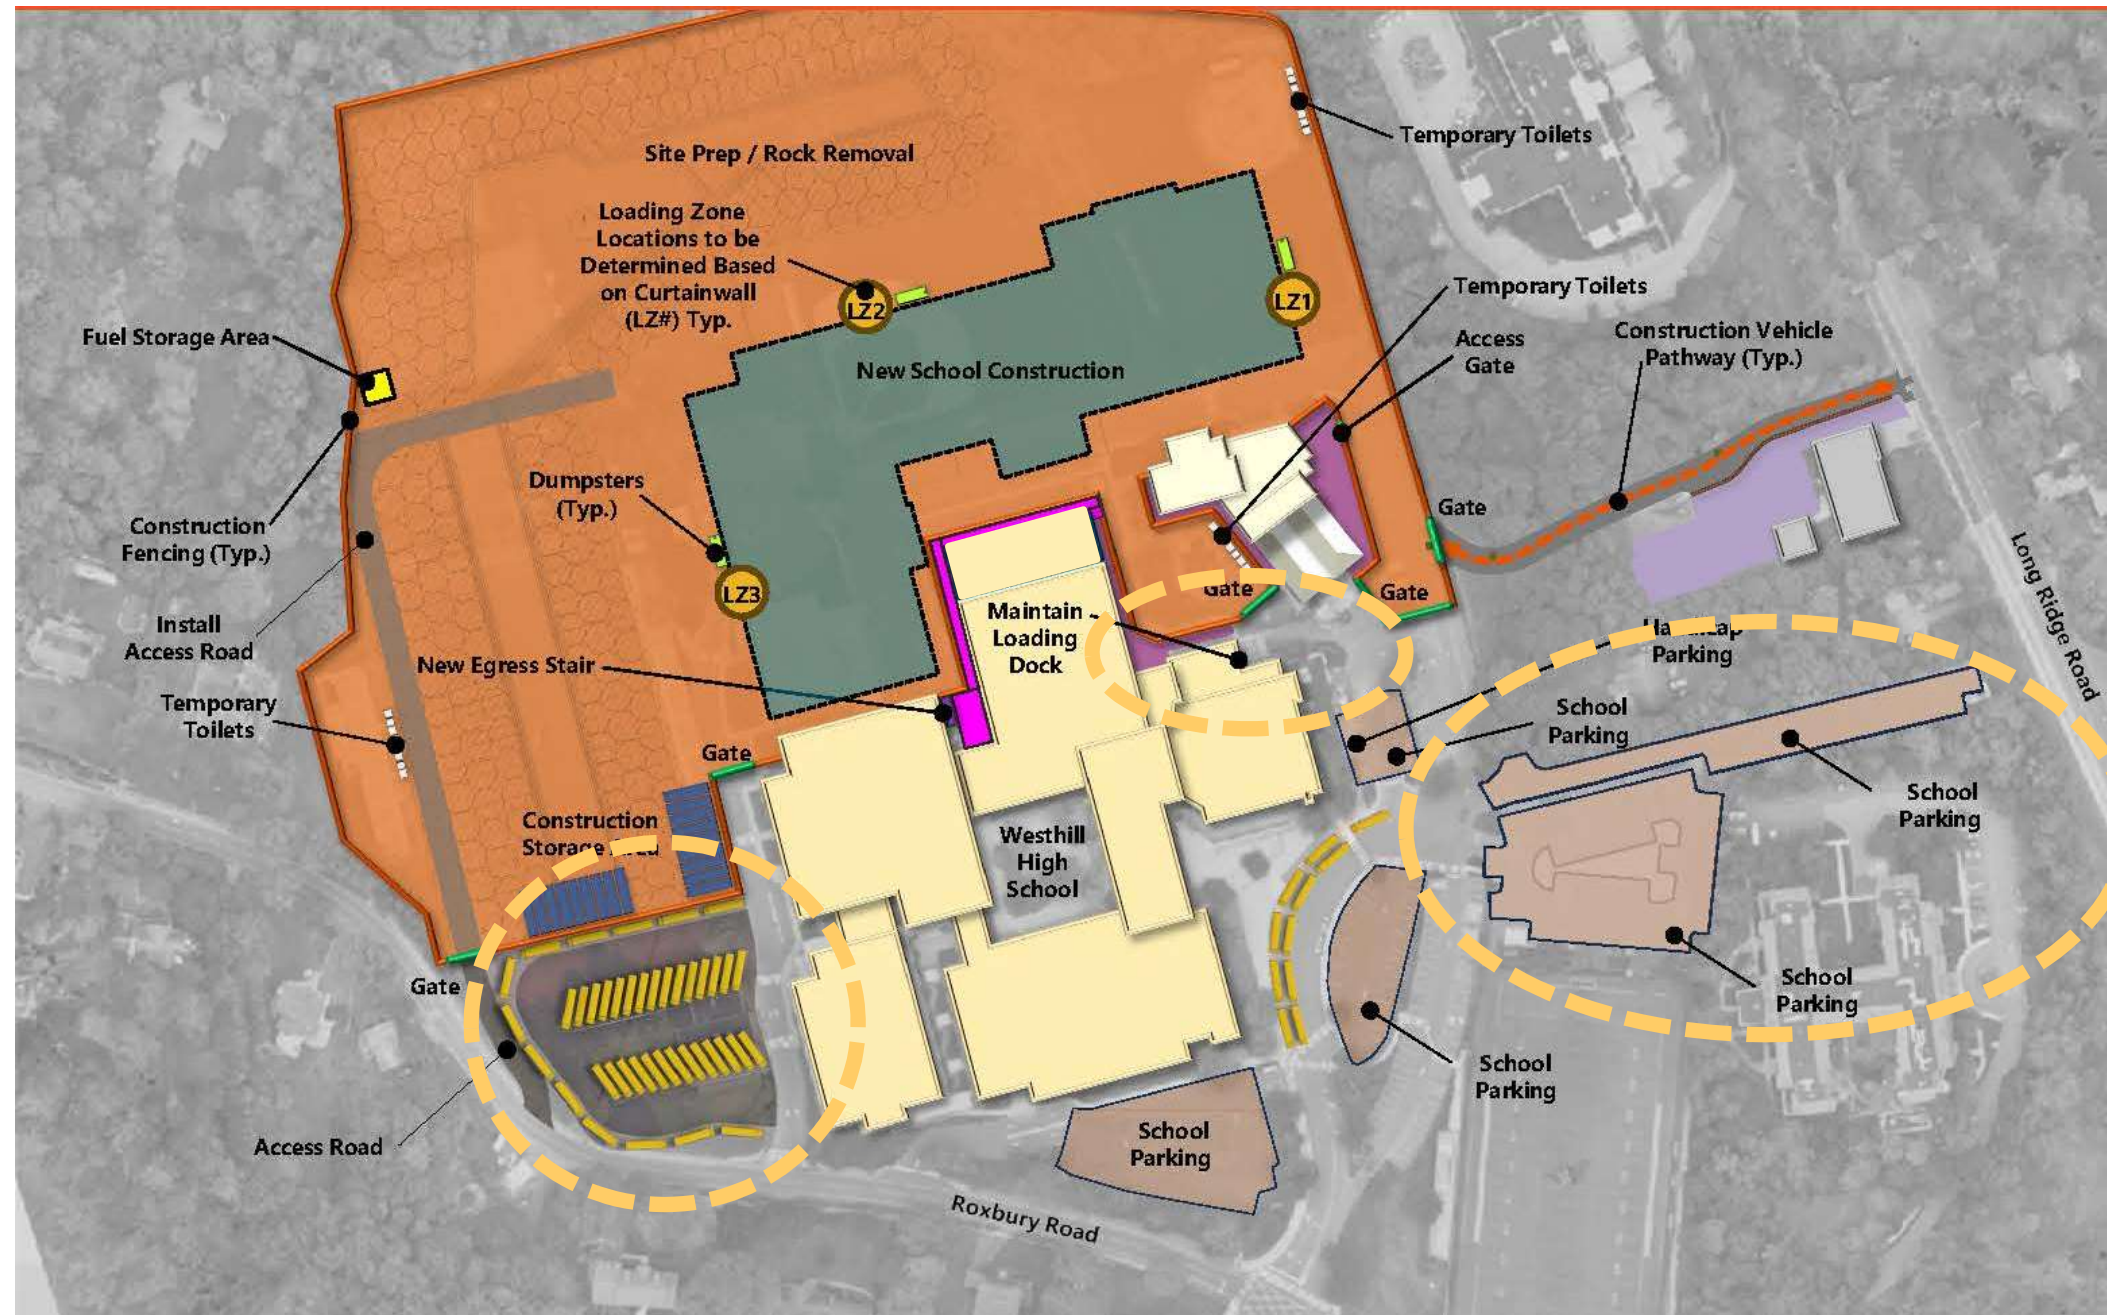 Temporary Toilets
Site Prep / Rock Removal
Loading Zone
Locations to be
Determined Based
on Curtainwall
(LZ#) Typ.
LZ2
LZ1
Temporary Toilets
Construction Vehicle
Pathway (Typ.)
Access
Gate
Fuel Storage Area
New School Construction
Dumpsters
(Typ.)
Gate
Construction
Fencing (Typ.)
Long Ridge Road
LZ3
Gate
Gate
Maintain
Loading
Dock
Install
Access Road
Handicap
Parking
New Egress Stair
Temporary
Toilets
School
Parking
Gate
School
Parking
Construction
Storage Area
Westhill
High
School
Gate
School
Parking
School
Parking
Access Road
School
Parking
Roxbury Road